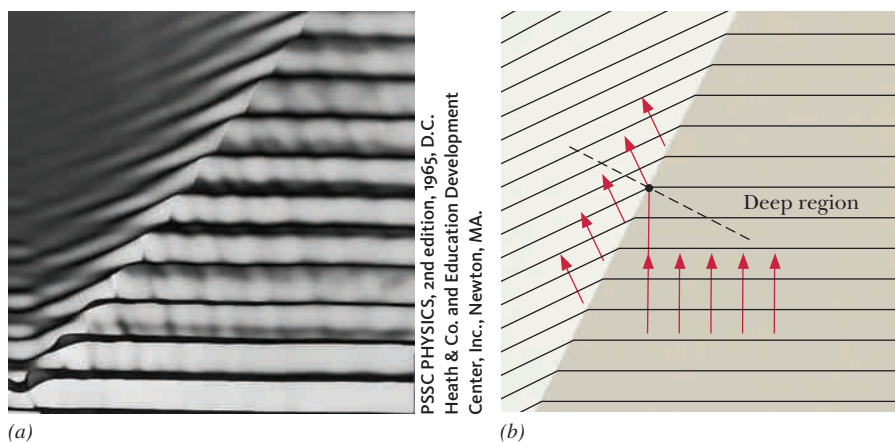 PSSC PHYSICS, 2nd edition, 1965, D.C.
Heath & Co. and Education Development
Center, Inc., Newton, MA.
Deep region
(a)
(b)